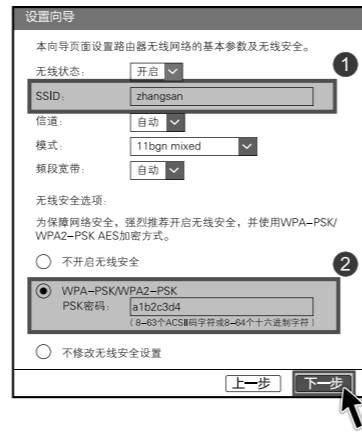 设置向导
本向导页面设置路由器无线网络的基本参数及无线安全。
无线状态： 开启
1
SSID： zhangsan
信道： 自动
模式： 11bgn mixed
频段宽带： 自动
无线安全选项：
为保障网络安全，强烈推荐开启无线安全，并使用WPA-PSK/
WPA2-PSK AES加密方式。
不开启无线安全
2
WPA-PSK/WPA2-PSK
PSK密码： a1b2c3d4
（8-63个ACSⅡ码字符或8-64个十六进制字符）
不修改无线安全设置
上一步 下一步